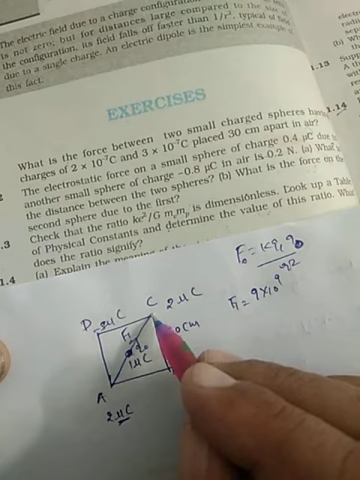 The electric field due to a charge configuration
is not zero; but for distances large compared to the size
the configuration, its field falls off faster than 1/r², typical of field
due to a single charge. An electric dipole is the simplest example
this fact.
EXERCISES
What is the force between two small charged spheres having
charges of 2 × 10⁻⁷C and 3 × 10⁻⁷C placed 30 cm apart in air?
The electrostatic force on a small sphere of charge 0.4 μC due to
another small sphere of charge –0.8 μC in air is 0.2 N. (a) What is
the distance between the two spheres? (b) What is the force on the
second sphere due to the first?
.3 Check that the ratio ke²/G mₑmₚ is dimensionless. Look up a Table
of Physical Constants and determine the value of this ratio. What
does the ratio signify?
1.4 (a) Explain the meaning of the
1.13
1.14
F₀ = kq₁q₀
r²
F₁ = 9×10⁹
C 2μC
A
2μC
1μC
q₀
F₁